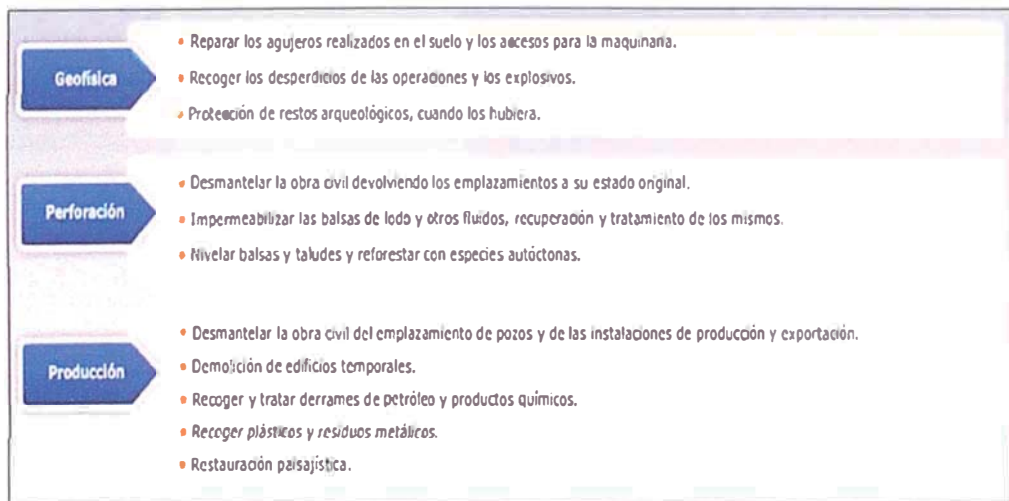 Geofísica
• Reparar los agujeros realizados en el suelo y los accesos para la maquinaria.
• Recoger los desperdicios de las operaciones y los explosivos.
• Protección de restos arqueológicos, cuando los hubiera.
Perforación
• Desmantelar la obra civil devolviendo los emplazamientos a su estado original.
• Impermeabilizar las balsas de lodo y otros fluidos, recuperación y tratamiento de los mismos.
• Nivelar balsas y taludes y reforestar con especies autóctonas.
Producción
• Desmantelar la obra civil del emplazamiento de pozos y de las instalaciones de producción y exportación.
• Demolición de edificios temporales.
• Recoger y tratar derrames de petróleo y productos químicos.
• Recoger plásticos y residuos metálicos.
• Restauración paisajística.